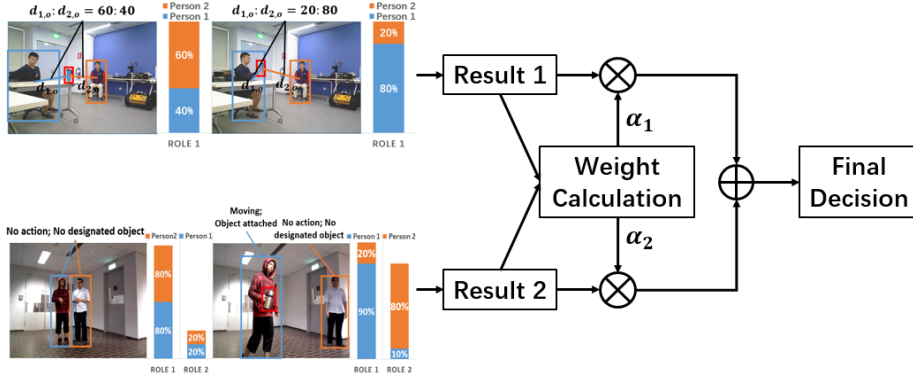 d₁,ₒ: d₂,ₒ = 60: 40
Person 2
Person 1
60%
40%
d₁,ₒ
d₂,ₒ
ROLE 1
d₁,ₒ: d₂,ₒ = 20: 80
Person 2
Person 1
20%
80%
d₁,ₒ
d₂,ₒ
ROLE 1
Result 1
α₁
Weight
Calculation
α₂
Final
Decision
Result 2
No action; No designated object
Person2
Person 1
80%
80%
20%
20%
ROLE 1
ROLE 2
Moving;
Object attached
No action; No
designated object
Person 1
Person 2
20%
90%
80%
10%
ROLE 1
ROLE 2